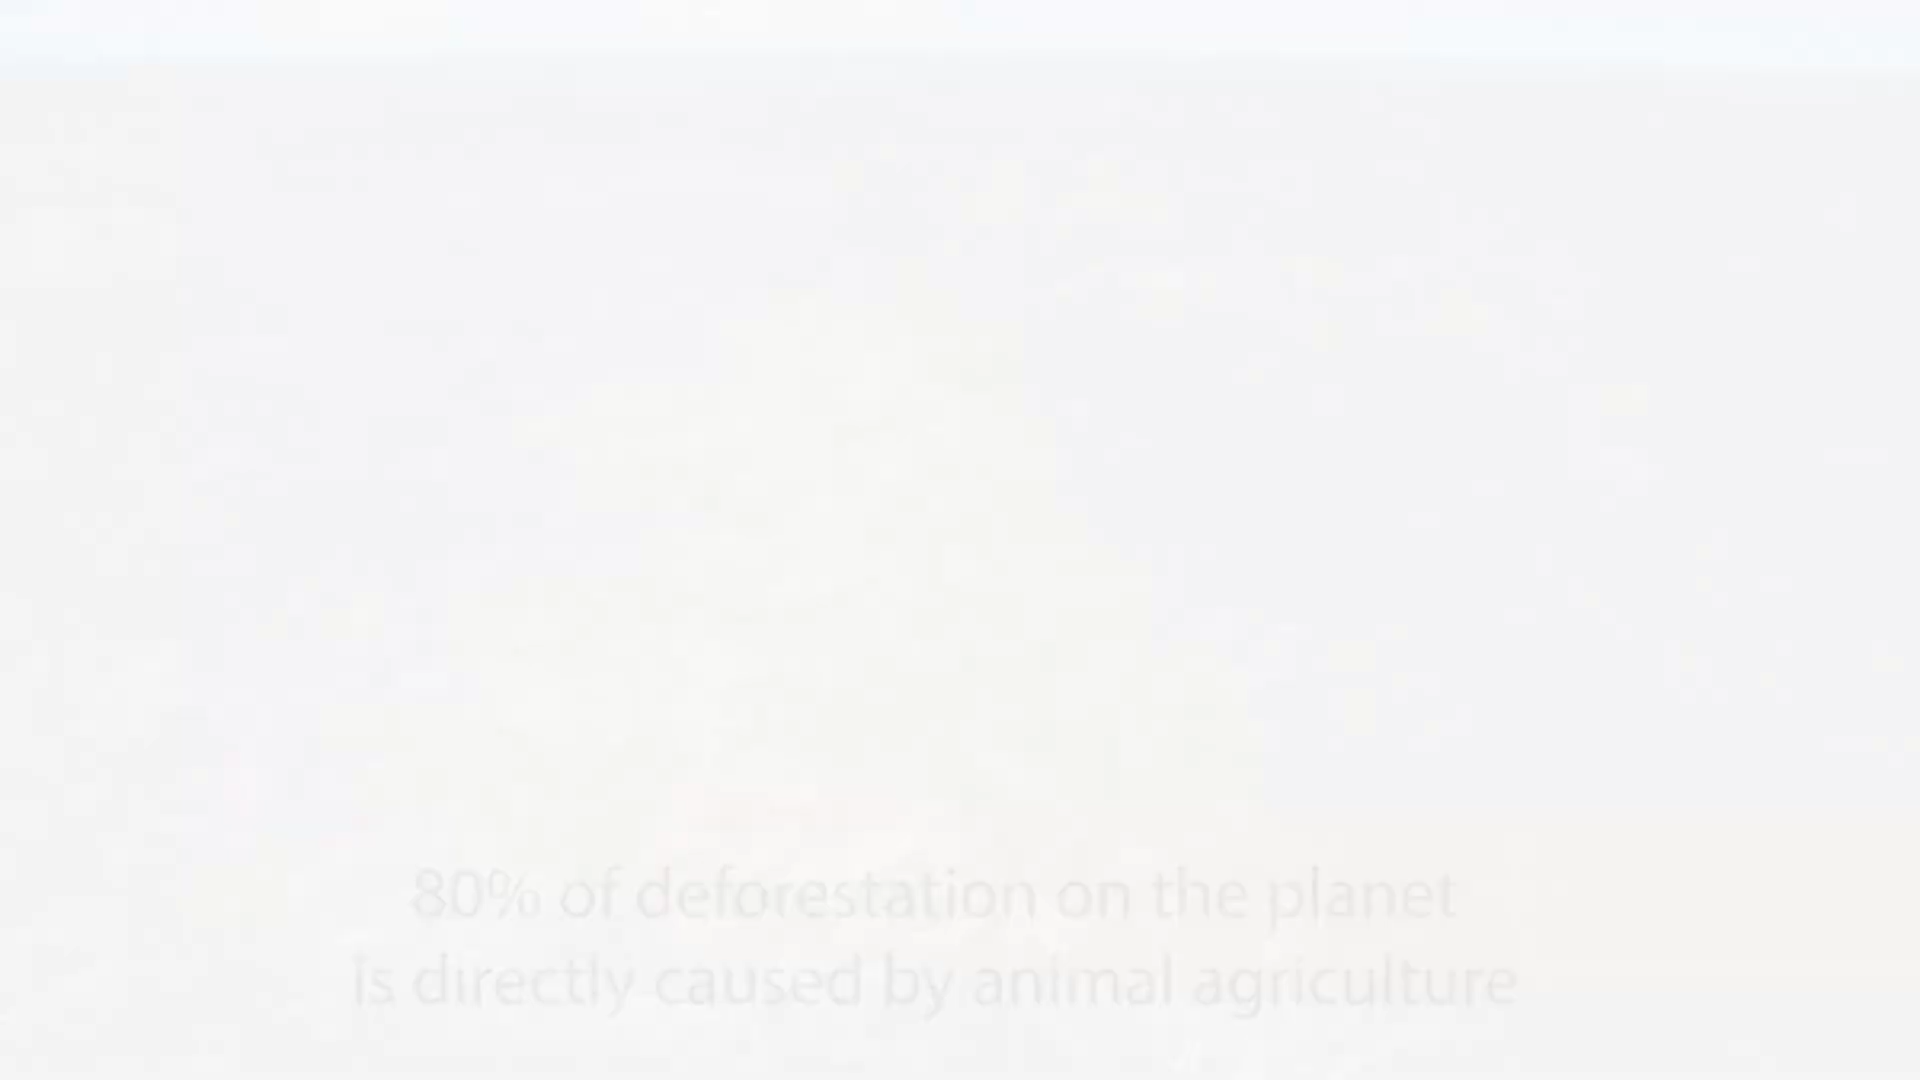 80% of deforestation on the planet
is directly caused by animal agriculture